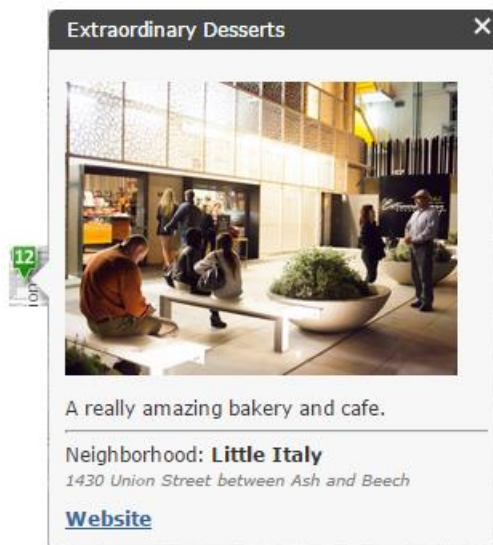 Extraordinary Desserts
12
ion
A really amazing bakery and cafe.
Neighborhood: Little Italy
1430 Union Street between Ash and Beech
Website